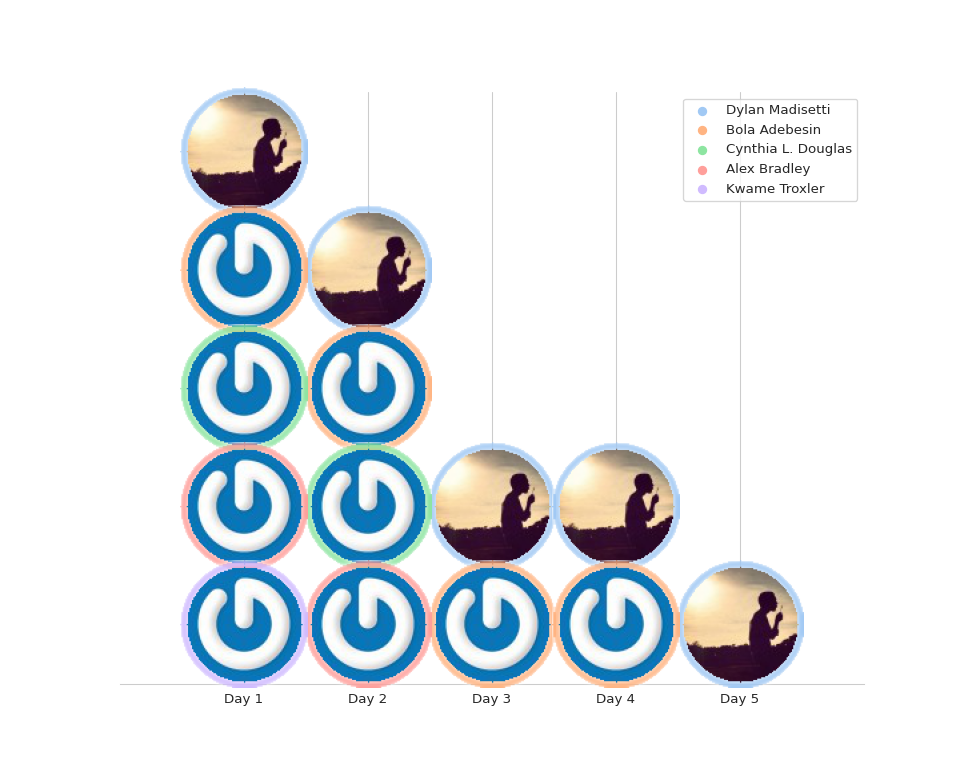 Dylan Madisetti
Bola Adebesin
Cynthia L. Douglas
Alex Bradley
Kwame Troxler
Day 1 Day 2 Day 3 Day 4 Day 5